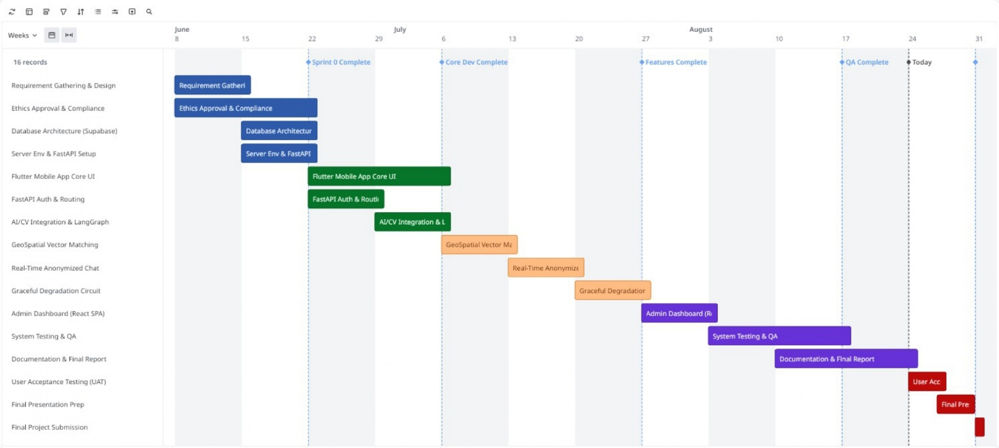 June July August
Weeks 8 15 22 29 6 13 20 27 3 10 17 24 31
16 records Sprint 0 Complete Core Dev Complete Features Complete QA Complete Today
Requirement Gathering & Design Requirement Gatheri
Ethics Approval & Compliance Ethics Approval & Compliance
Database Architecture (Supabase) Database Architectur
Server Env & FastAPI Setup Server Env & FastAPI
Flutter Mobile App Core UI Flutter Mobile App Core UI
FastAPI Auth & Routing FastAPI Auth & Routi
AI/CV Integration & LangGraph AI/CV Integration & L
GeoSpatial Vector Matching GeoSpatial Vector Ma
Real-Time Anonymized Chat Real-Time Anonymize
Graceful Degradation Circuit Graceful Degradation
Admin Dashboard (React SPA) Admin Dashboard (R
System Testing & QA System Testing & QA
Documentation & Final Report Documentation & Final Report
User Acceptance Testing (UAT) User Acc
Final Presentation Prep Final Pre
Final Project Submission